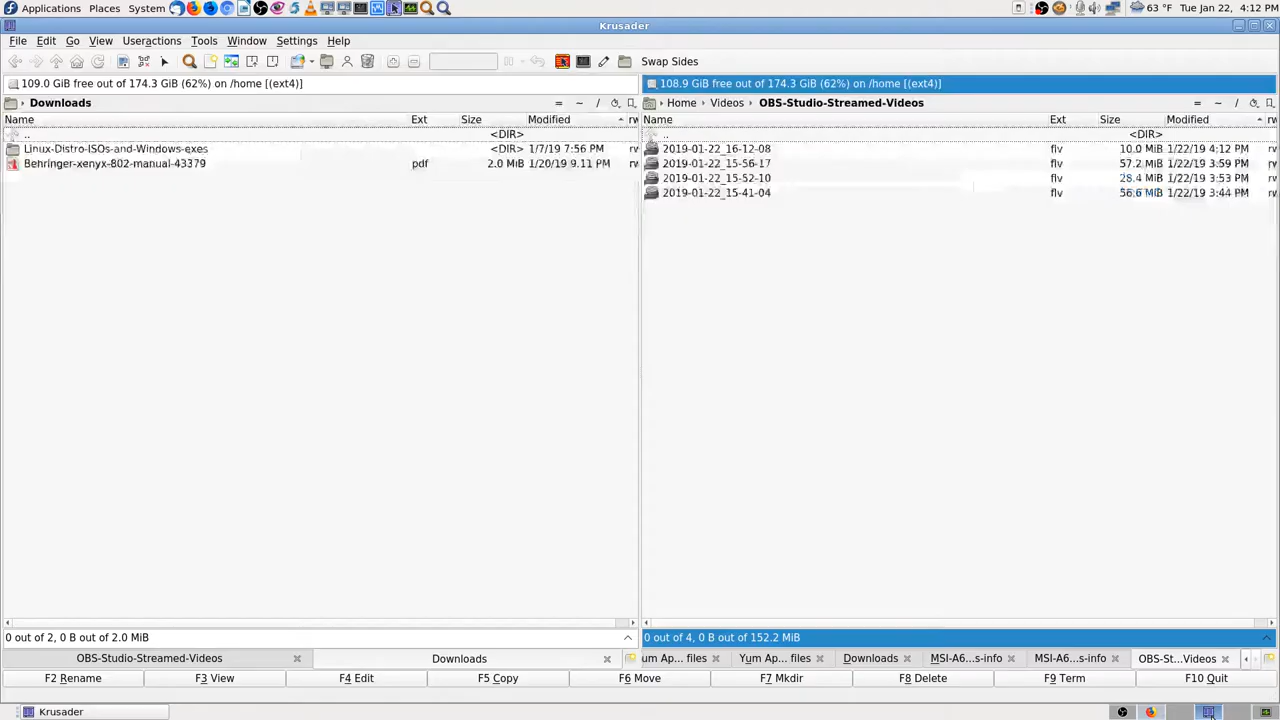 Applications Places System 63 °F Tue Jan 22, 4:12 PM
Krusader
File Edit Go View Useractions Tools Window Settings Help
Swap Sides
109.0 GiB free out of 174.3 GiB (62%) on /home [(ext4)] 108.9 GiB free out of 174.3 GiB (62%) on /home [(ext4)]
Downloads = ~ / Home Videos OBS-Studio-Streamed-Videos = ~ /
Name Ext Size Modified rw Name Ext Size Modified rw
.. <DIR> .. <DIR>
Linux-Distro-ISOs-and-Windows-exes <DIR> 1/7/19 7:56 PM rw 2019-01-22_16-12-08 flv 10.0 MiB 1/22/19 4:12 PM rw
Behringer-xenyx-802-manual-43379 pdf 2.0 MiB 1/20/19 9:11 PM rw 2019-01-22_15-56-17 flv 57.2 MiB 1/22/19 3:59 PM rw
2019-01-22_15-52-10 flv 28.4 MiB 1/22/19 3:53 PM rw
2019-01-22_15-41-04 flv 56.6 MiB 1/22/19 3:44 PM rw
0 out of 2, 0 B out of 2.0 MiB 0 out of 4, 0 B out of 152.2 MiB
OBS-Studio-Streamed-Videos Downloads um Ap... files Yum Ap... files Downloads MSI-A6...s-info MSI-A6...s-info OBS-St...Videos
F2 Rename F3 View F4 Edit F5 Copy F6 Move F7 Mkdir F8 Delete F9 Term F10 Quit
Krusader